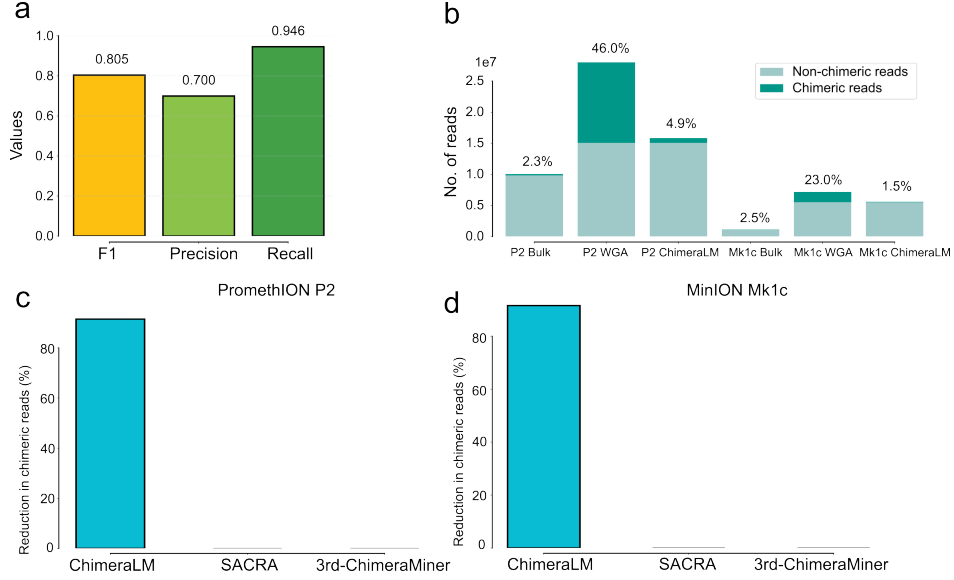 a
1.0
0.8
0.6
0.4
0.2
0.0
Values
0.805
0.700
0.946
F1
Precision
Recall
b
1e7
2.5
2.0
1.5
1.0
0.5
0.0
No. of reads
2.3%
46.0%
4.9%
2.5%
23.0%
1.5%
Non-chimeric reads
Chimeric reads
P2 Bulk
P2 WGA
P2 ChimeraLM
Mk1c Bulk
Mk1c WGA
Mk1c ChimeraLM
c
PromethION P2
80
60
40
20
0
Reduction in chimeric reads (%)
ChimeraLM
SACRA
3rd-ChimeraMiner
d
MinION Mk1c
80
60
40
20
0
Reduction in chimeric reads (%)
ChimeraLM
SACRA
3rd-ChimeraMiner